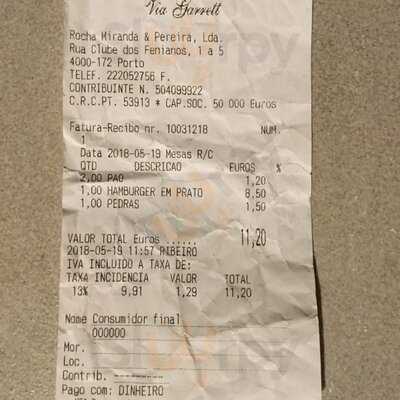 Via Garrett
Rocha Miranda & Pereira, Lda.
Rua Clube dos Fenianos, 1 a 5
4000-172 Porto
TELEF. 222052756 F.
CONTRIBUINTE N. 504099922
C.R.C.PT. 53913 * CAP.SOC. 50 000 Euros
Fatura-Recibo nr. 10031218 NUM.
1
Data 2018-05-19 Mesas R/C
QTD DESCRICAO EUROS %
2,00 PAO 1,20
1,00 HAMBURGER EM PRATO 8,50
1,00 PEDRAS 1,50
VALOR TOTAL Euros ...... 11,20
2018-05-19 11:57 RIBEIRO
IVA INCLUIDO A TAXA DE:
TAXA INCIDENCIA VALOR TOTAL
13% 9,91 1,29 11,20
Nome Consumidor final
000000
Mor.
Loc.
Contrib. ---------
Pago com: DINHEIRO